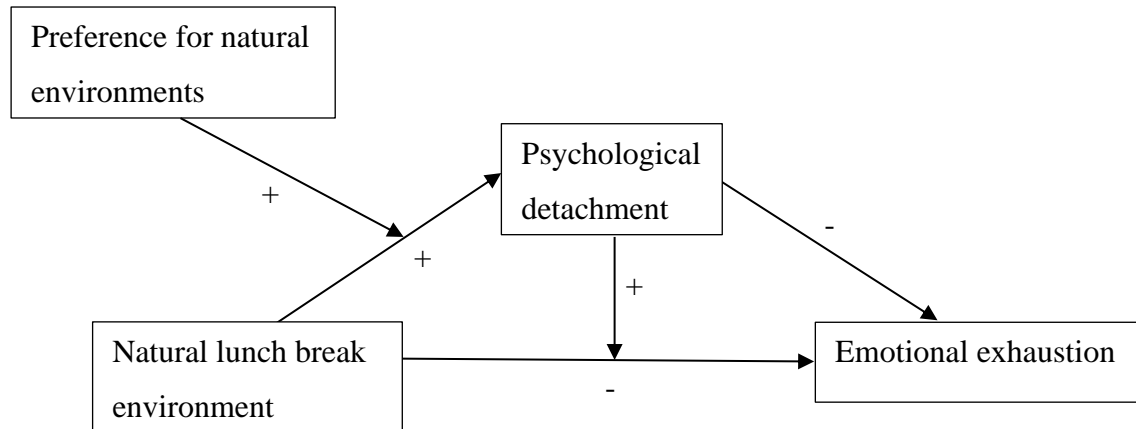 Preference for natural
environments
Psychological
detachment
+
-
+
+
Natural lunch break
environment
Emotional exhaustion
-